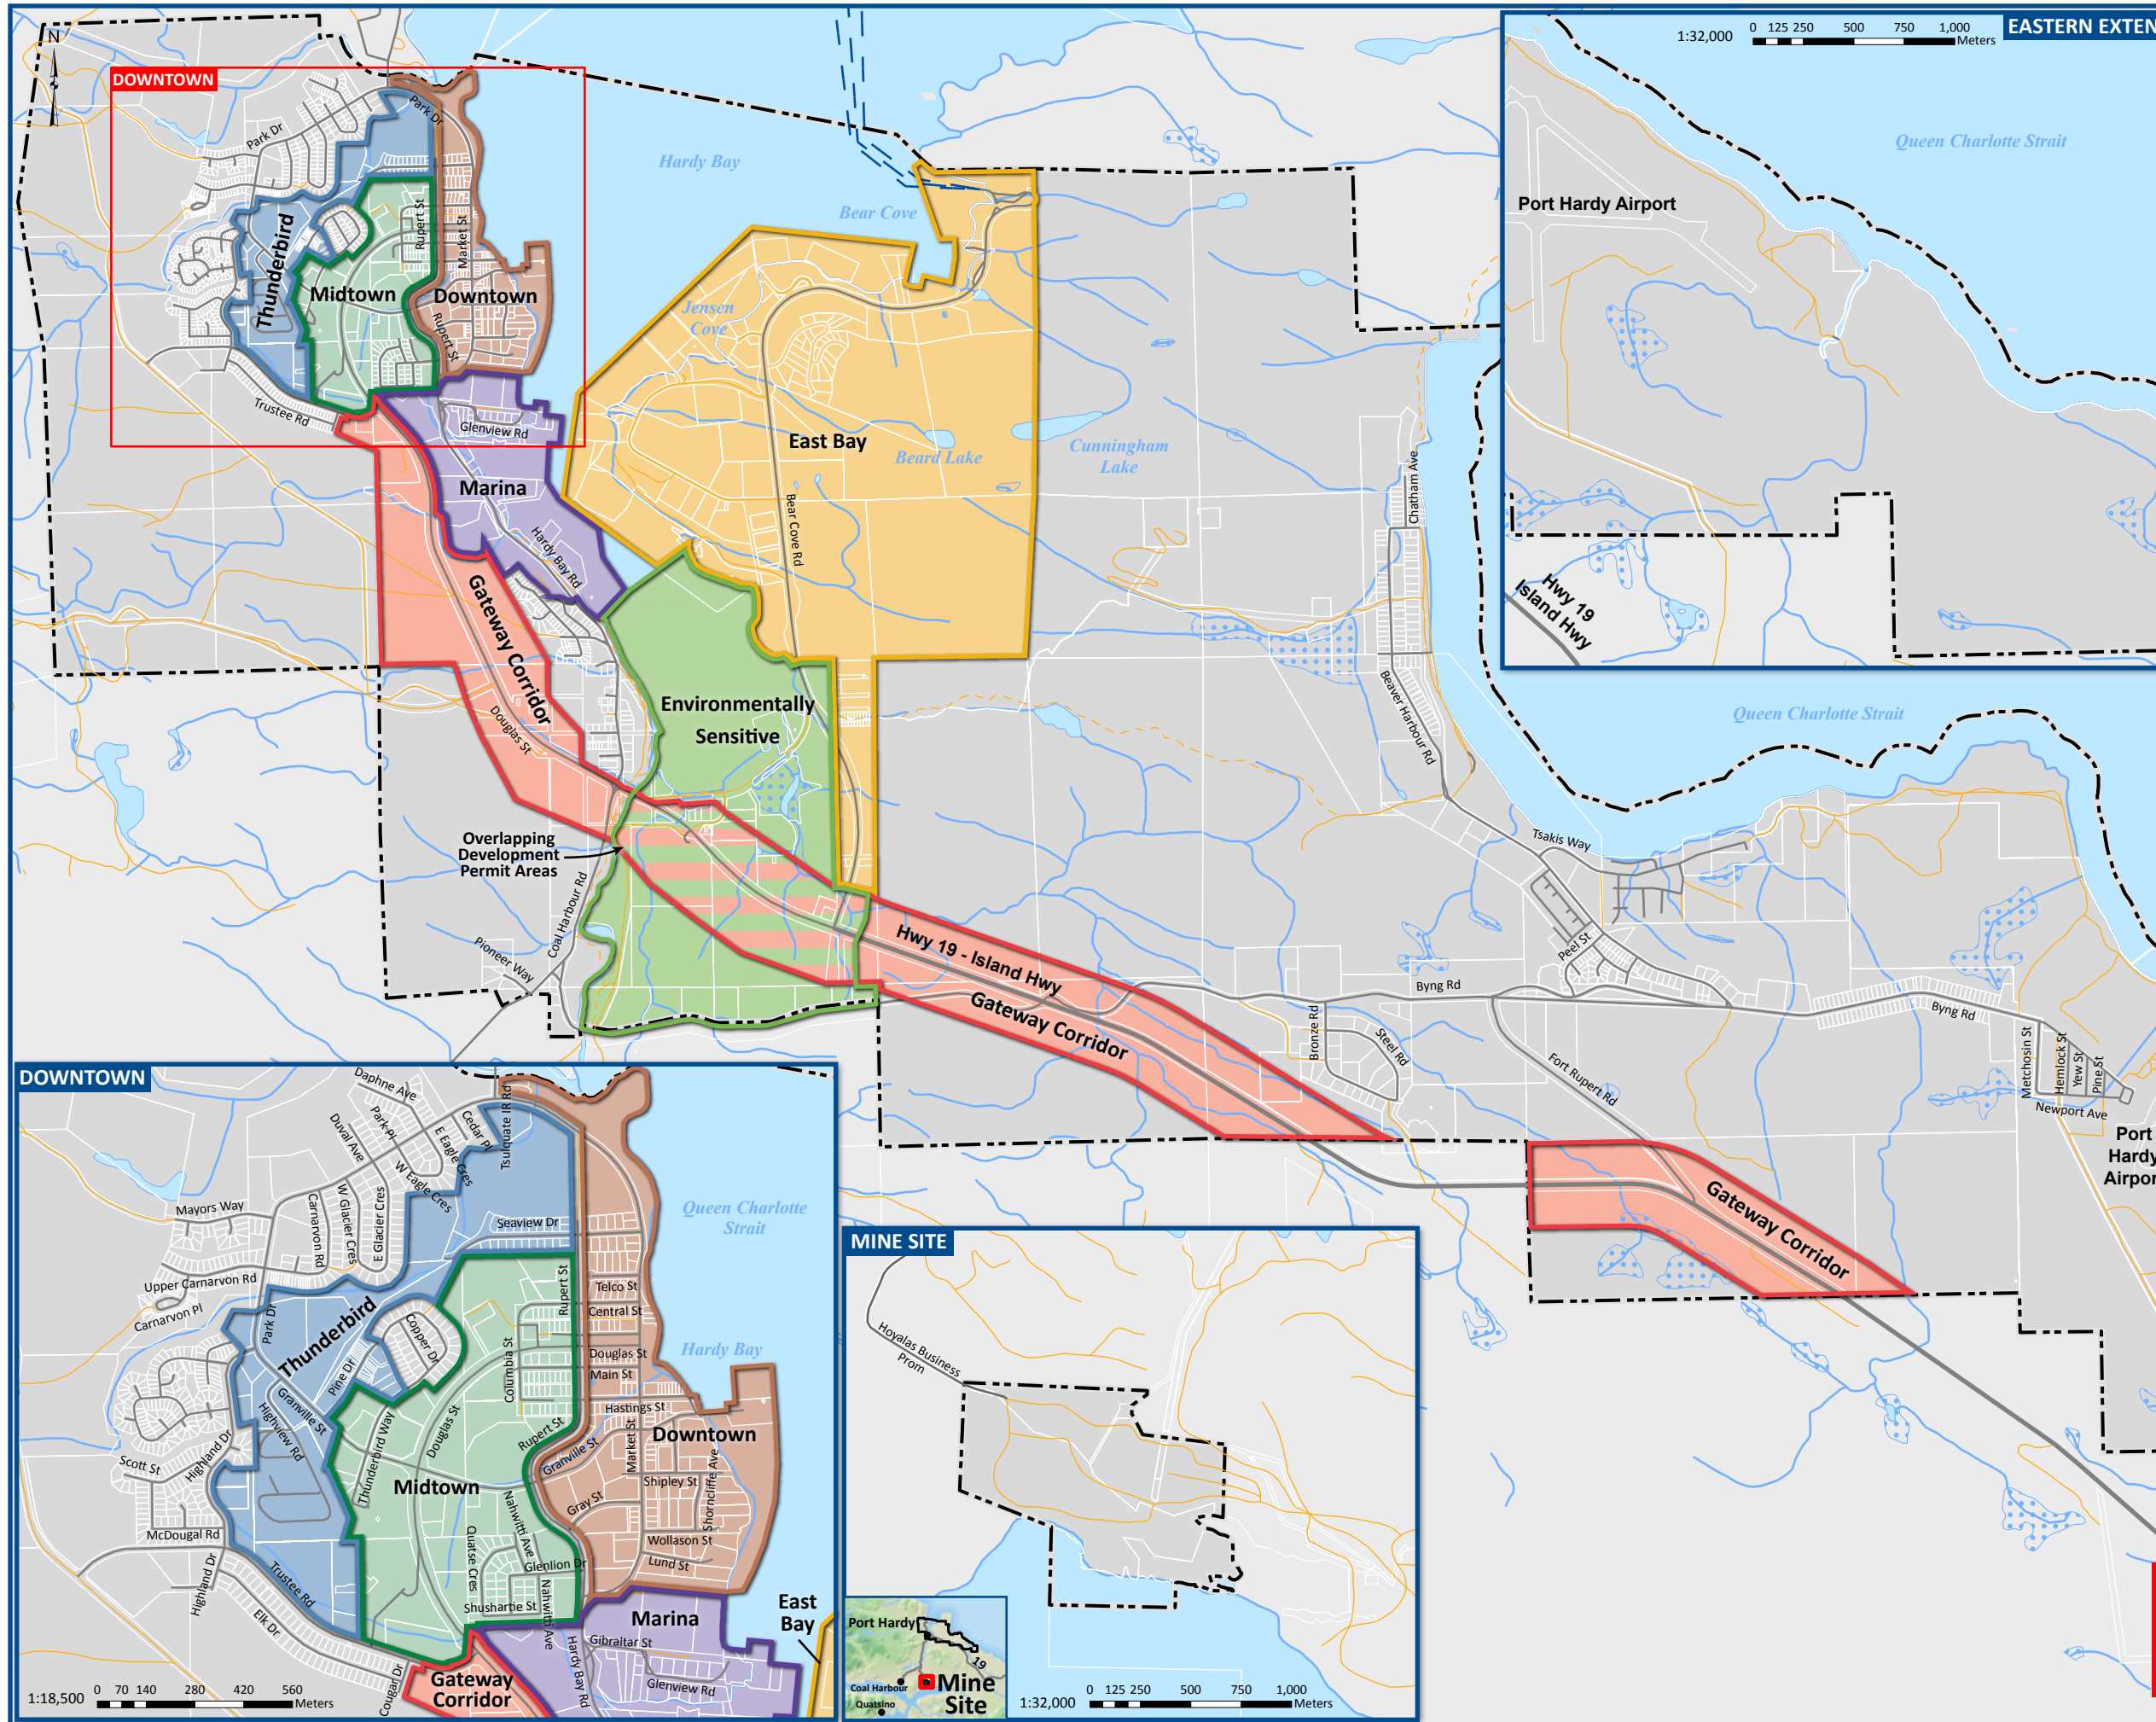 N
DOWNTOWN
Park Dr
Park Dr
Hardy Bay
Bear Cove
Thunderbird
Rupert St
Market St
Midtown
Downtown
Rupert St
Jensen
Cove
Trustee Rd
Glenview Rd
East Bay
Beard Lake
Cunningham
Lake
Marina
Bear Cove Rd
Hardy Bay Rd
Chatham Ave
Gateway Corridor
Douglas St
Environmentally
Sensitive
Beaver Harbour Rd
Overlapping
Development
Permit Areas
Coal Harbour Rd
Pioneer Way
Hwy 19 - Island Hwy
Gateway Corridor
Tsakis Way
Peel St
Byng Rd
Byng Rd
Bronze Rd
Steel Rd
Fort Rupert Rd
Metchosin St
Hemlock St
Yew St
Pine St
Newport Ave
Port
Hardy
Airpor
Gateway Corridor
Queen Charlotte Strait
1:32,000
0 125 250 500 750 1,000
Meters
EASTERN EXTEN
Queen Charlotte Strait
Port Hardy Airport
Hwy 19
Island Hwy
DOWNTOWN
Daphne Ave
Park Pl
Duval Ave
Cedar Pl
E Eagle Cres
W Eagle Cres
Tsulquate IR Rd
Mayors Way
Carnarvon Rd
W Glacier Cres
E Glacier Cres
Seaview Dr
Queen Charlotte
Strait
Upper Carnarvon Rd
Carnarvon Pl
Park Dr
Thunderbird
Copper Dr
Pine Dr
Rupert St
Telco St
Central St
Columbia St
Douglas St
Main St
Hardy Bay
Granville St
Highview Rd
Hastings St
Thunderbird Way
Douglas St
Rupert St
Granville St
Market St
Downtown
Highland Dr
Scott St
Midtown
Shipley St
Shorncliffe Ave
Gray St
Nahwitti Ave
McDougal Rd
Quatse Cres
Wollason St
Glenlion Dr
Lund St
Highland Dr
Trustee Rd
Elk Dr
Shushartie St
Nahwitti Ave
Marina
East
Bay
Hardy Bay Rd
Gibraltar St
Glenview Rd
Cougar Dr
Gateway
Corridor
1:18,500
0 70 140 280 420 560
Meters
MINE SITE
Hoyalas Business
Prom
Port Hardy
19
Coal Harbour
Quatsino
Mine
Site
1:32,000
0 125 250 500 750 1,000
Meters